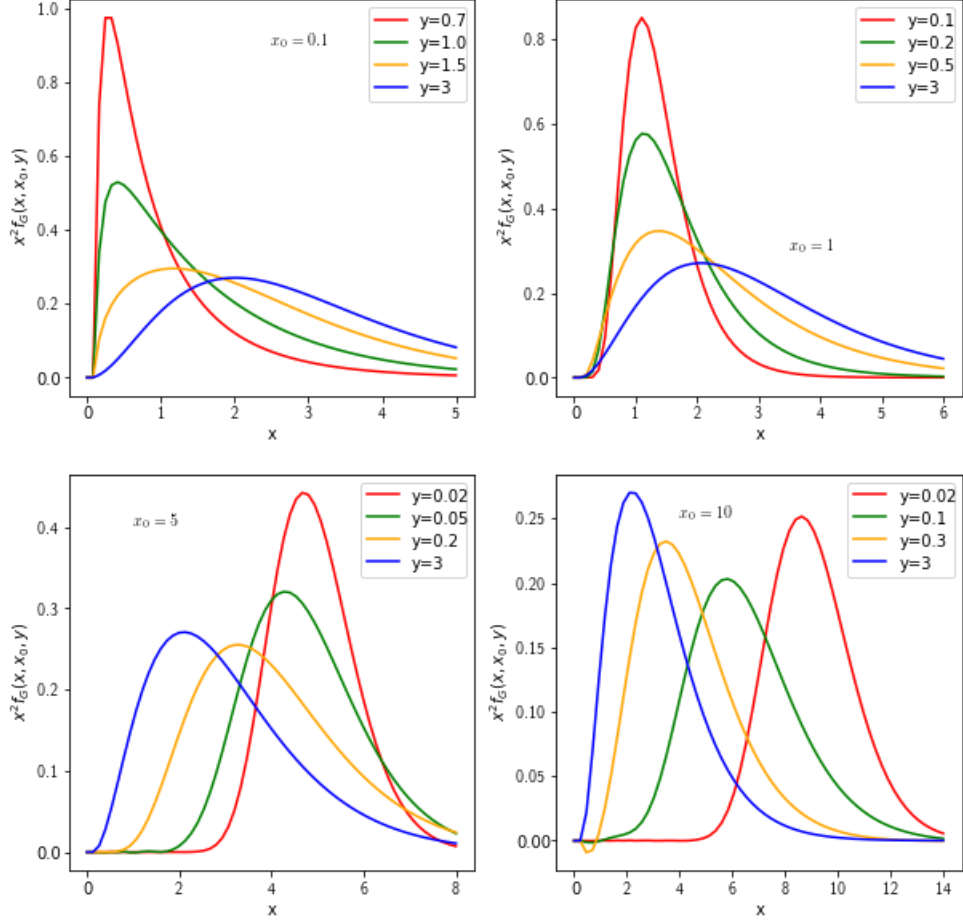 1.0
0.8
0.6
0.4
0.2
0.0
x²f_G(x, x₀, y)
x₀ = 0.1
y=0.7
y=1.0
y=1.5
y=3
0 1 2 3 4 5
x
0.8
0.6
0.4
0.2
0.0
x²f_G(x, x₀, y)
x₀ = 1
y=0.1
y=0.2
y=0.5
y=3
0 1 2 3 4 5 6
x
0.4
0.3
0.2
0.1
0.0
x²f_G(x, x₀, y)
x₀ = 5
y=0.02
y=0.05
y=0.2
y=3
0 2 4 6 8
x
0.25
0.20
0.15
0.10
0.05
0.00
x²f_G(x, x₀, y)
x₀ = 10
y=0.02
y=0.1
y=0.3
y=3
0 2 4 6 8 10 12 14
x